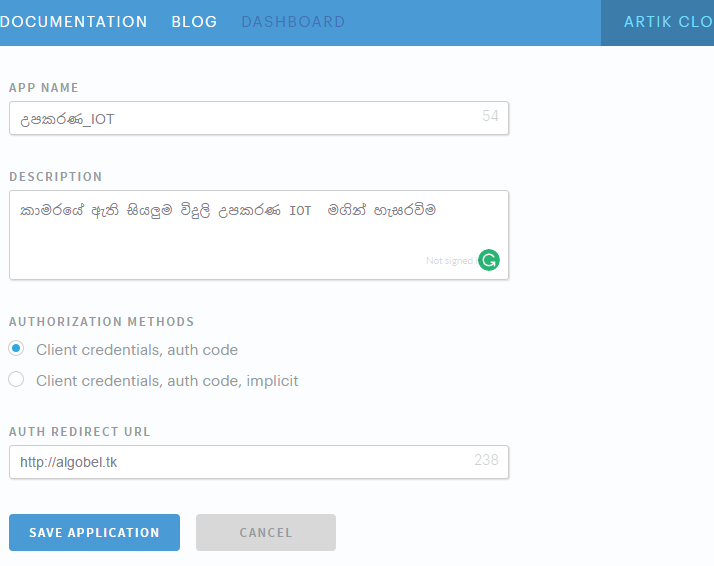 DOCUMENTATION BLOG DASHBOARD ARTIK CLO
APP NAME
උපකරණ_IOT 54
DESCRIPTION
කාමරයේ ඇති සියලුම විදුලි උපකරණ IOT මගින් හැසරවිම
Not signed
AUTHORIZATION METHODS
Client credentials, auth code
Client credentials, auth code, implicit
AUTH REDIRECT URL
http://algobel.tk 238
SAVE APPLICATION CANCEL